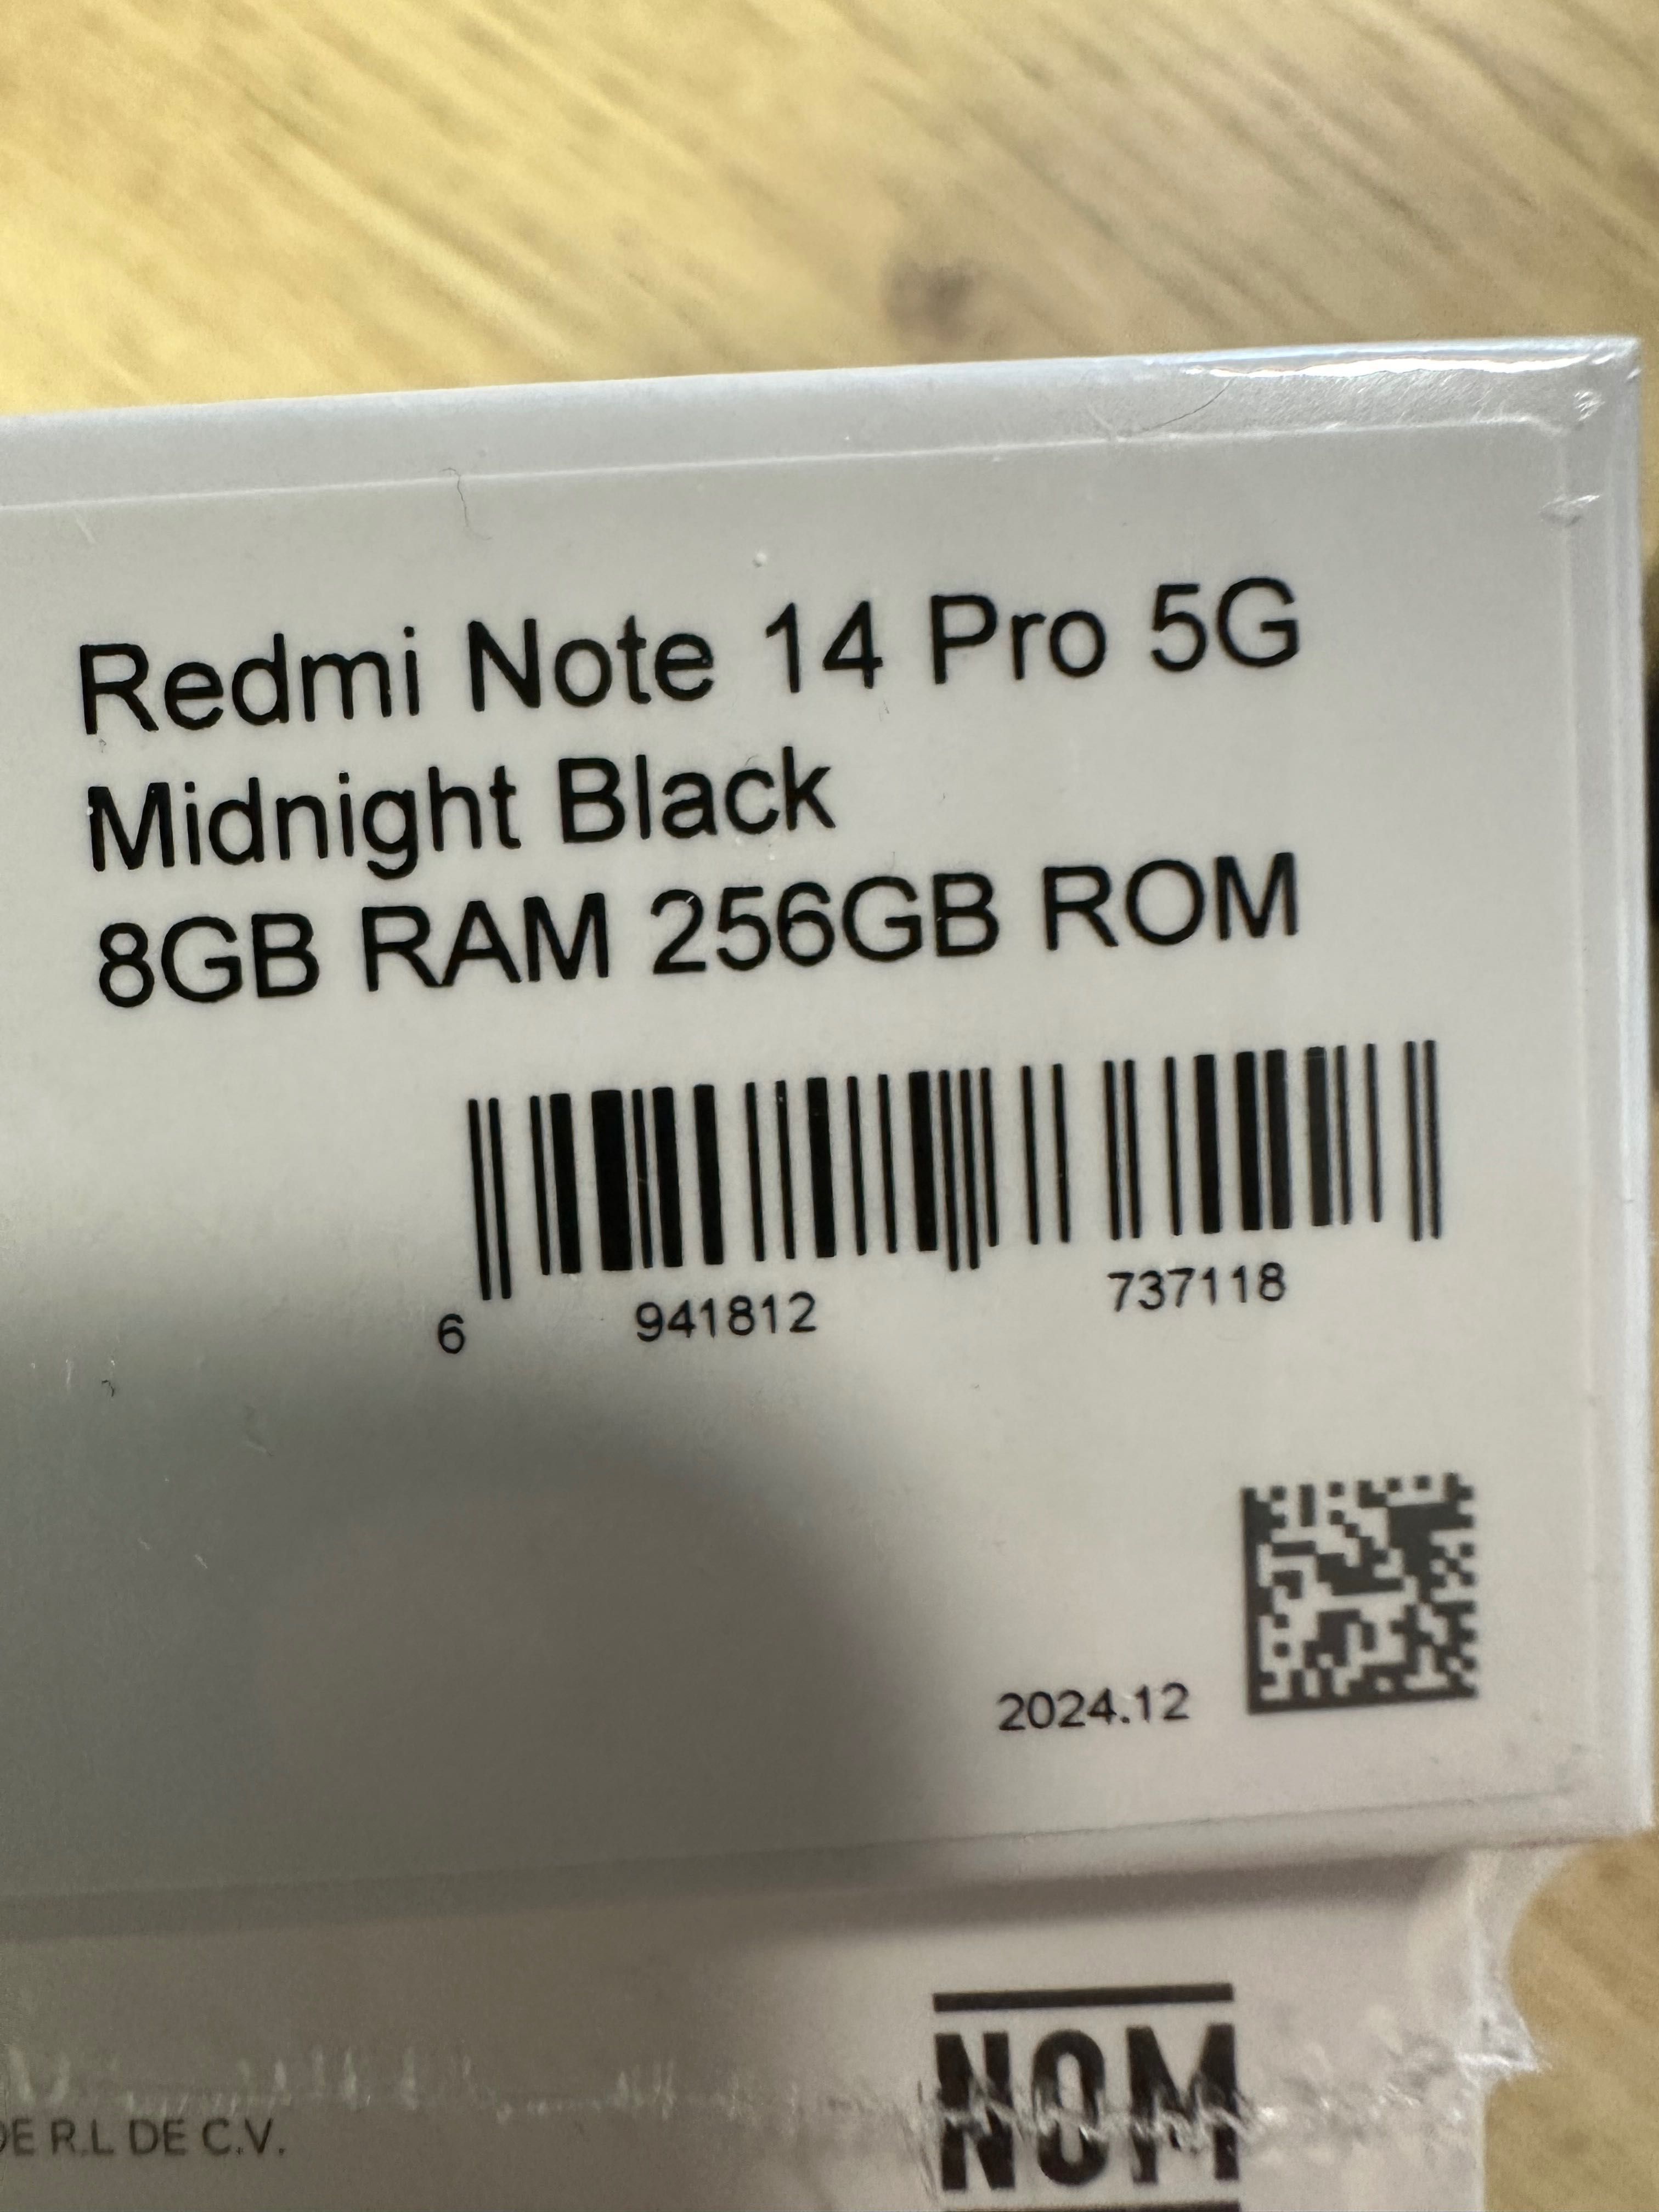 Redmi Note 14 Pro 5G
Midnight Black
8GB RAM 256GB ROM
6 941812 737118
2024.12
NOM
DE R.L DE C.V.